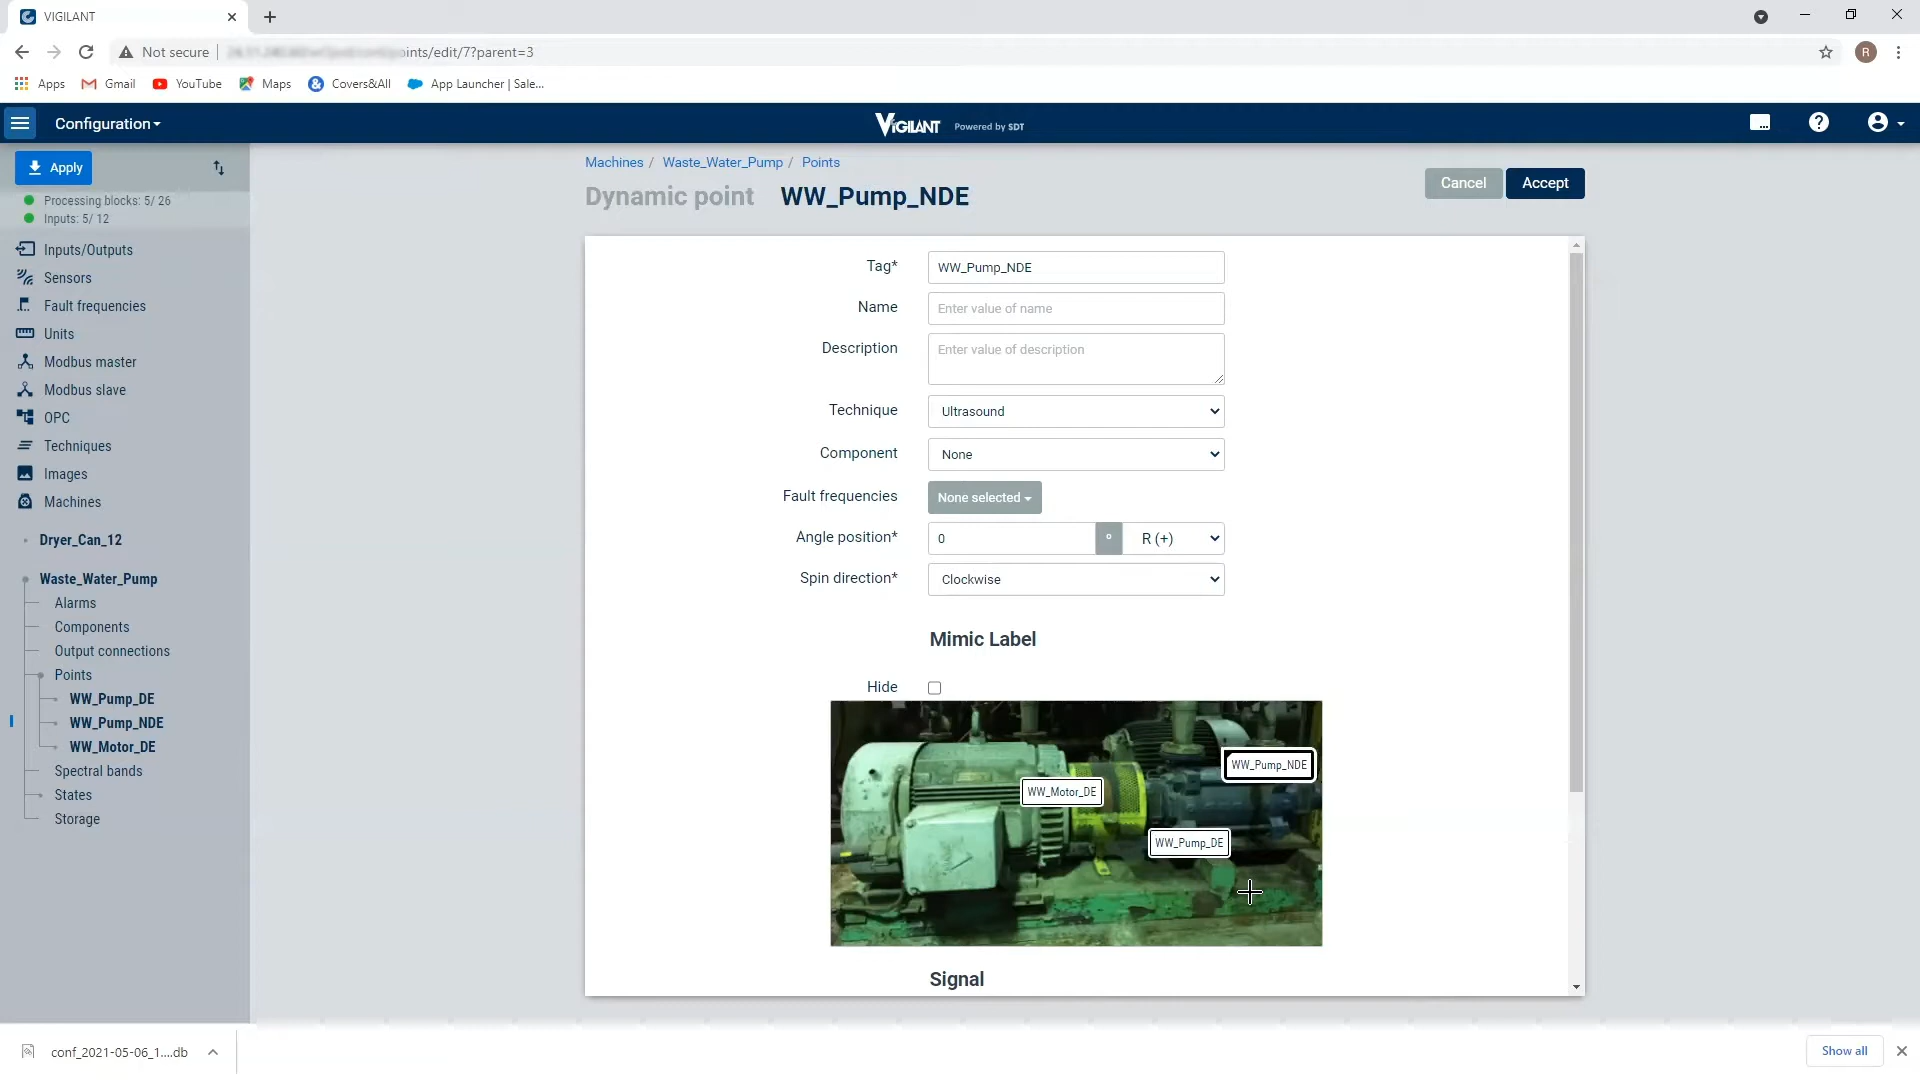 VIGILANT
Not secure
ints/edit/7?parent=3
R
Apps
Gmail
YouTube
Maps
Covers&All
App Launcher | Sale...
Configuration
VIGILANT Powered by SDT
Apply
Processing blocks: 5/ 26
Inputs: 5/ 12
Inputs/Outputs
Sensors
Fault frequencies
Units
Modbus master
Modbus slave
OPC
Techniques
Images
Machines
Dryer_Can_12
Waste_Water_Pump
Alarms
Components
Output connections
Points
WW_Pump_DE
WW_Pump_NDE
WW_Motor_DE
Spectral bands
States
Storage
Machines / Waste_Water_Pump / Points
Dynamic point WW_Pump_NDE
Cancel
Accept
Tag* WW_Pump_NDE
Name Enter value of name
Description Enter value of description
Technique Ultrasound
Component None
Fault frequencies None selected
Angle position* 0 ° R (+)
Spin direction* Clockwise
Mimic Label
Hide
WW_Pump_NDE
WW_Motor_DE
WW_Pump_DE
Signal
conf_2021-05-06_1....db
Show all